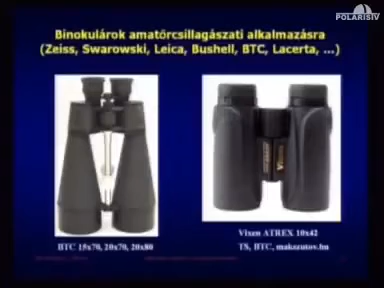 POLARISTV
Binokulárok amatőrcsillagászati alkalmazásra
(Zeiss, Swarowski, Leica, Bushell, BTC, Lacerta, ...)
BTC 15x70, 20x70, 20x80
Vixen ATREX 10x42
TS, BTC, makszutov.hu